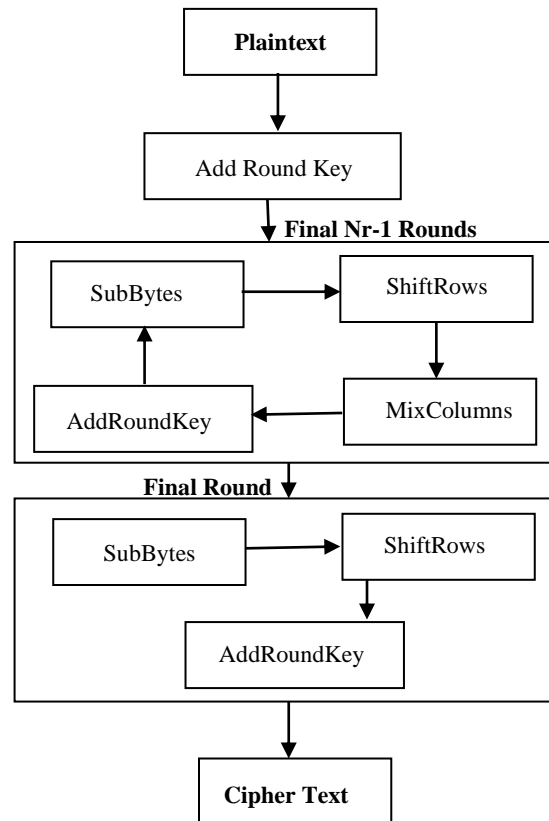 Plaintext
Add Round Key
Final Nr-1 Rounds
SubBytes
ShiftRows
AddRoundKey
MixColumns
Final Round
SubBytes
ShiftRows
AddRoundKey
Cipher Text